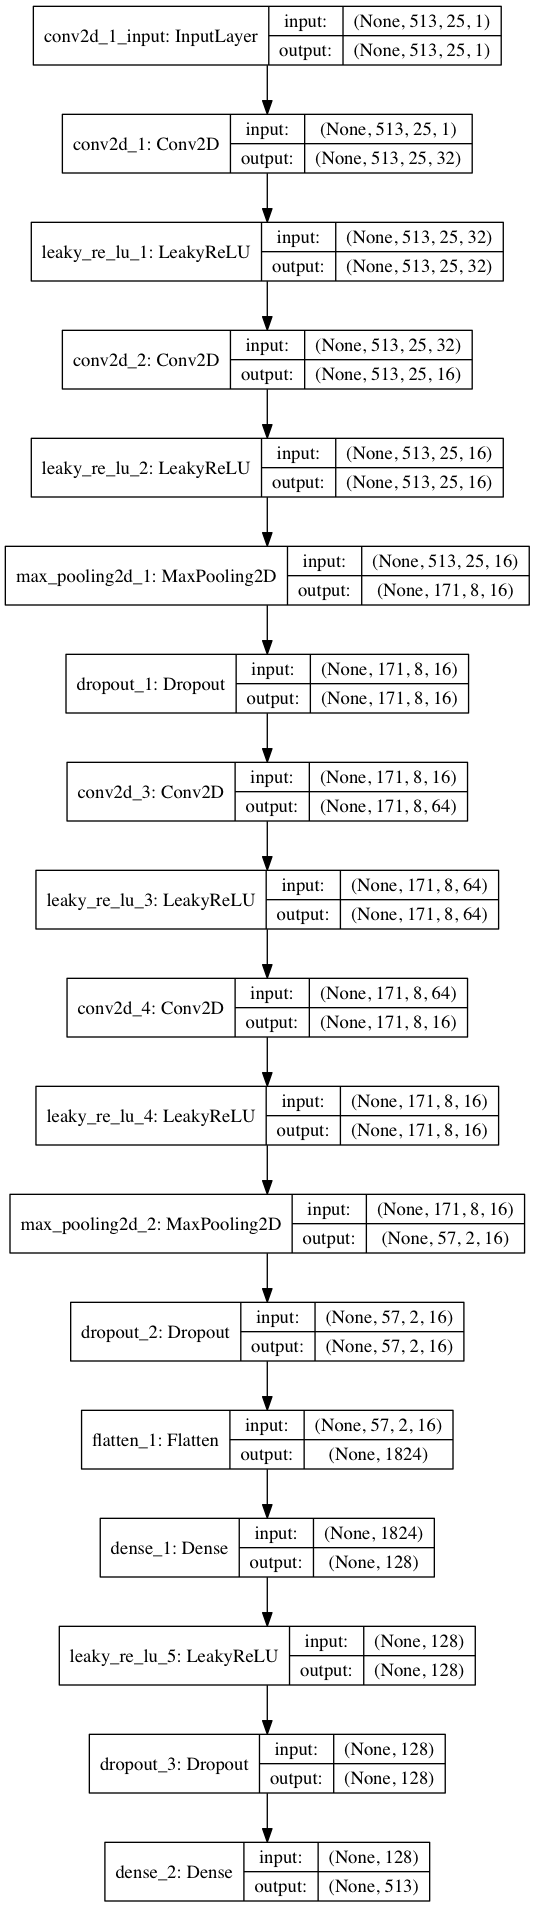 conv2d_1_input: InputLayer
input: (None, 513, 25, 1)
output: (None, 513, 25, 1)
conv2d_1: Conv2D
input: (None, 513, 25, 1)
output: (None, 513, 25, 32)
leaky_re_lu_1: LeakyReLU
input: (None, 513, 25, 32)
output: (None, 513, 25, 32)
conv2d_2: Conv2D
input: (None, 513, 25, 32)
output: (None, 513, 25, 16)
leaky_re_lu_2: LeakyReLU
input: (None, 513, 25, 16)
output: (None, 513, 25, 16)
max_pooling2d_1: MaxPooling2D
input: (None, 513, 25, 16)
output: (None, 171, 8, 16)
dropout_1: Dropout
input: (None, 171, 8, 16)
output: (None, 171, 8, 16)
conv2d_3: Conv2D
input: (None, 171, 8, 16)
output: (None, 171, 8, 64)
leaky_re_lu_3: LeakyReLU
input: (None, 171, 8, 64)
output: (None, 171, 8, 64)
conv2d_4: Conv2D
input: (None, 171, 8, 64)
output: (None, 171, 8, 16)
leaky_re_lu_4: LeakyReLU
input: (None, 171, 8, 16)
output: (None, 171, 8, 16)
max_pooling2d_2: MaxPooling2D
input: (None, 171, 8, 16)
output: (None, 57, 2, 16)
dropout_2: Dropout
input: (None, 57, 2, 16)
output: (None, 57, 2, 16)
flatten_1: Flatten
input: (None, 57, 2, 16)
output: (None, 1824)
dense_1: Dense
input: (None, 1824)
output: (None, 128)
leaky_re_lu_5: LeakyReLU
input: (None, 128)
output: (None, 128)
dropout_3: Dropout
input: (None, 128)
output: (None, 128)
dense_2: Dense
input: (None, 128)
output: (None, 513)